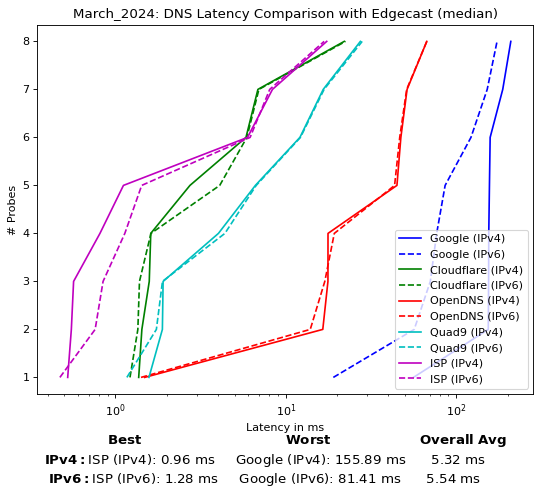 March_2024: DNS Latency Comparison with Edgecast (median)
# Probes
8
7
6
5
4
3
2
1
Google (IPv4)
Google (IPv6)
Cloudflare (IPv4)
Cloudflare (IPv6)
OpenDNS (IPv4)
OpenDNS (IPv6)
Quad9 (IPv4)
Quad9 (IPv6)
ISP (IPv4)
ISP (IPv6)
10⁰ 10¹ 10²
Latency in ms
Best Worst Overall Avg
IPv4: ISP (IPv4): 0.96 ms Google (IPv4): 155.89 ms 5.32 ms
IPv6: ISP (IPv6): 1.28 ms Google (IPv6): 81.41 ms 5.54 ms